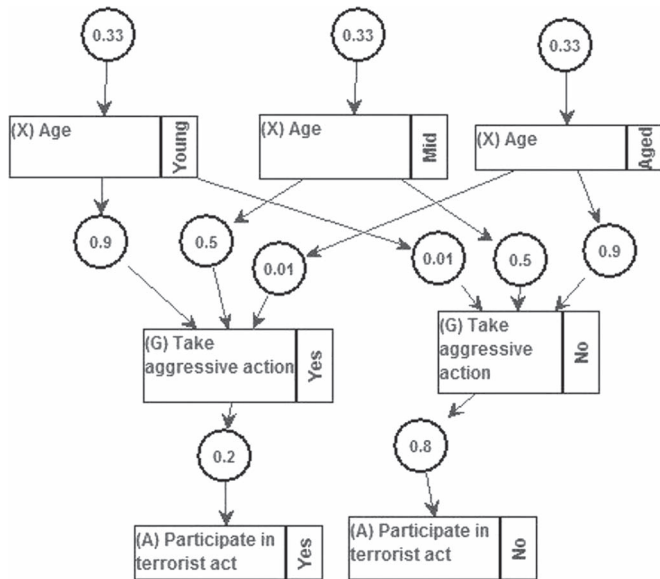 0.33
0.33
0.33
(X) Age
Young
(X) Age
Mid
(X) Age
Aged
0.9
0.5
0.01
0.01
0.5
0.9
(G) Take
aggressive action
Yes
(G) Take
aggressive
action
No
0.2
0.8
(A) Participate in
terrorist act
Yes
(A) Participate in
terrorist act
No